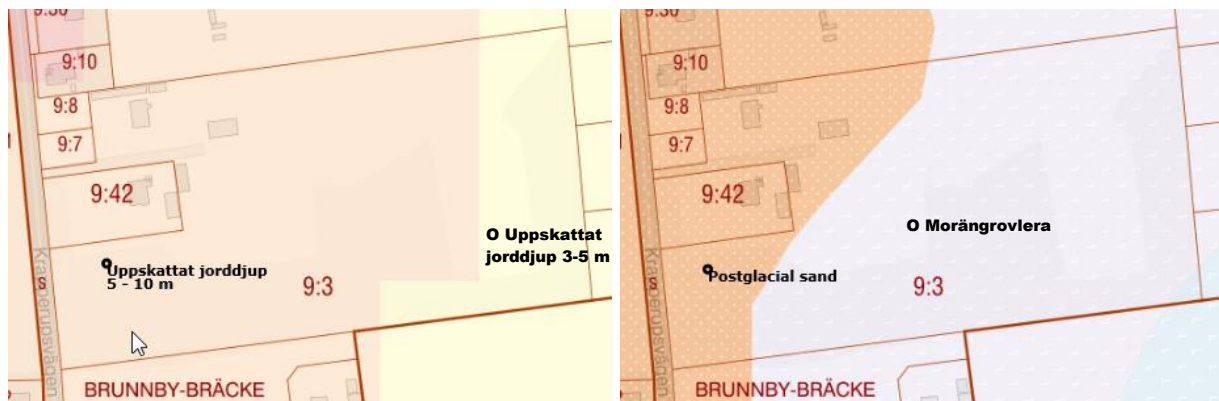 9:30
9:10
9:8
9:7
9:42
O Uppskattat
jorddjup 3-5 m
Uppskattat jorddjup
5 - 10 m
S
9:3
Krapperupsvägen
BRUNNBY-BRÄCKE
9:30
9:10
9:8
9:7
9:42
O Morängrovlera
Postglacial sand
S
9:3
Krapperupsvägen
BRUNNBY-BRÄCKE